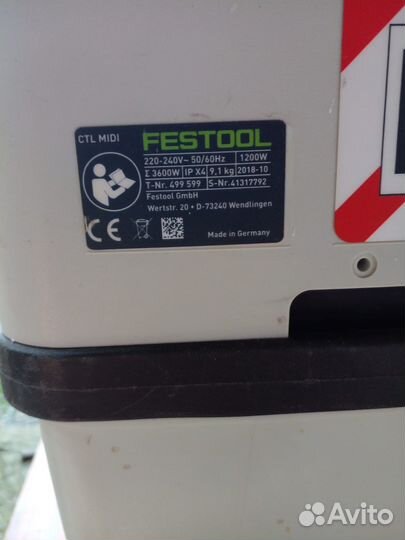 CTL MIDI
FESTOOL
220-240V~ 50/60Hz 1200W
Σ 3600W IP X4 9,1 kg 2018-10
T-Nr. 499 599 S-Nr.41317792
Festool GmbH
Wertstr. 20 • D-73240 Wendlingen
CE
Made in Germany
Avito